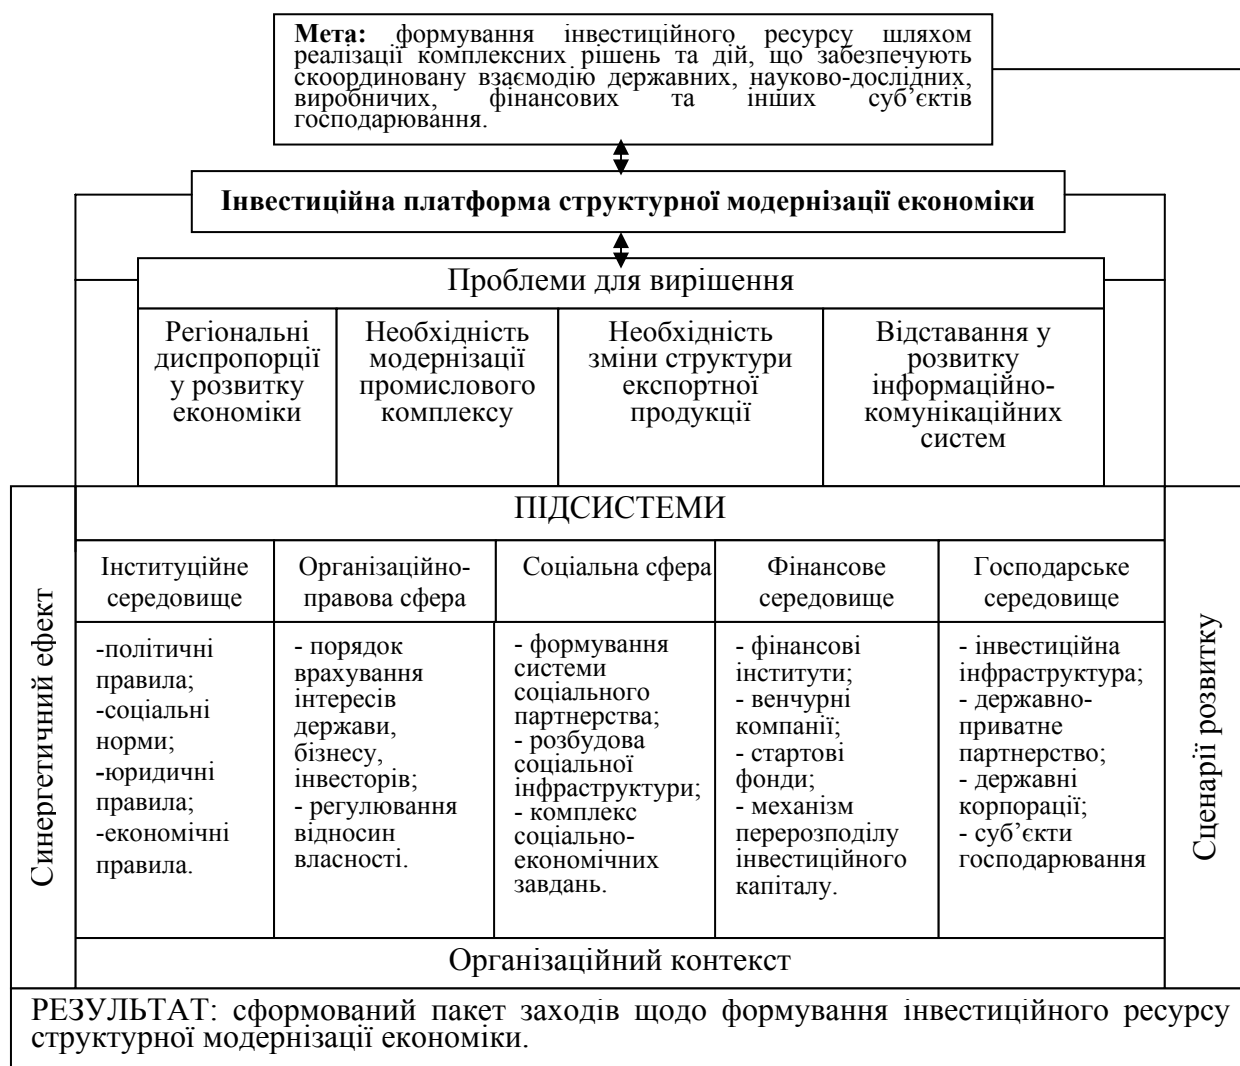 Мета: формування інвестиційного ресурсу шляхом
реалізації комплексних рішень та дій, що забезпечують
скоординовану взаємодію державних, науково-дослідних,
виробничих, фінансових та інших суб’єктів
господарювання.
Інвестиційна платформа структурної модернізації економіки
Проблеми для вирішення
Регіональні
диспропорції
у розвитку
економіки
Необхідність
модернізації
промислового
комплексу
Необхідність
зміни структури
експортної
продукції
Відставання у
розвитку
інформаційно-
комунікаційних
систем
Синергетичний ефект
ПІДСИСТЕМИ
Інституційне
середовище
Організаційно-
правова сфера
Соціальна сфера
Фінансове
середовище
Господарське
середовище
-політичні
правила;
-соціальні
норми;
-юридичні
правила;
-економічні
правила.
- порядок
врахування
інтересів
держави,
бізнесу,
інвесторів;
- регулювання
відносин
власності.
- формування
системи
соціального
партнерства;
- розбудова
соціальної
інфраструктури;
- комплекс
соціально-
економічних
завдань.
- фінансові
інститути;
- венчурні
компанії;
- стартові
фонди;
- механізм
перерозподілу
інвестиційного
капіталу.
- інвестиційна
інфраструктура;
- державно-
приватне
партнерство;
- державні
корпорації;
- суб’єкти
господарювання
Сценарії розвитку
Організаційний контекст
РЕЗУЛЬТАТ: сформований пакет заходів щодо формування інвестиційного ресурсу
структурної модернізації економіки.